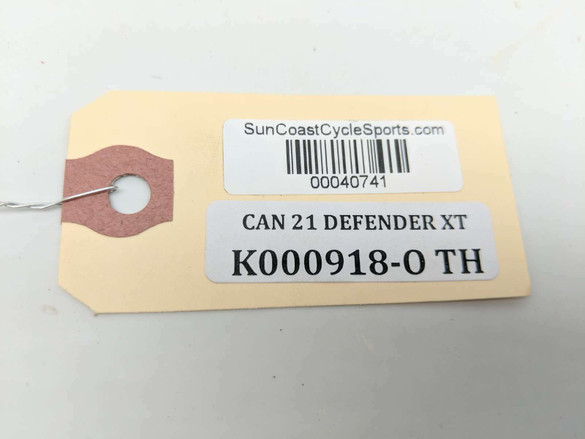 SunCoastCycleSports.com
00040741
CAN 21 DEFENDER XT
K000918-O TH